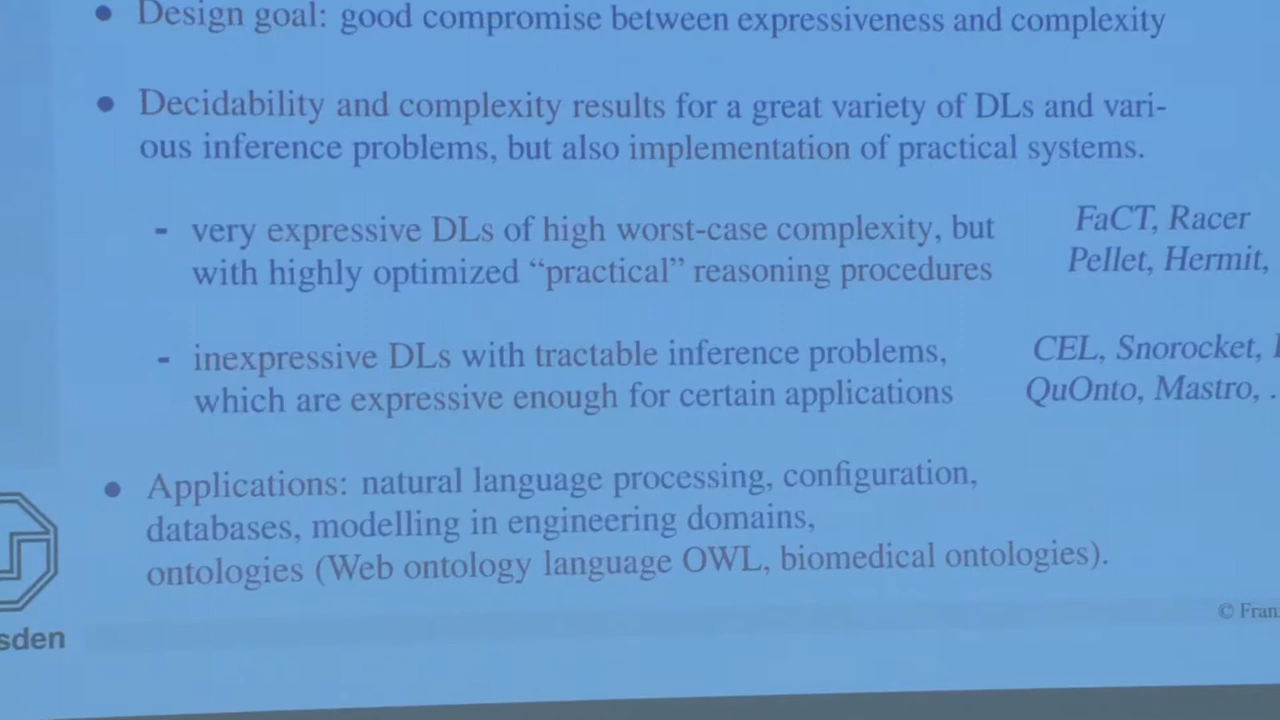 • Design goal: good compromise between expressiveness and complexity
• Decidability and complexity results for a great variety of DLs and vari-
ous inference problems, but also implementation of practical systems.
- very expressive DLs of high worst-case complexity, but
with highly optimized “practical” reasoning procedures
FaCT, Racer
Pellet, Hermit,
- inexpressive DLs with tractable inference problems,
which are expressive enough for certain applications
CEL, Snorocket,
QuOnto, Mastro, .
• Applications: natural language processing, configuration,
databases, modelling in engineering domains,
ontologies (Web ontology language OWL, biomedical ontologies).
© Fran
sden